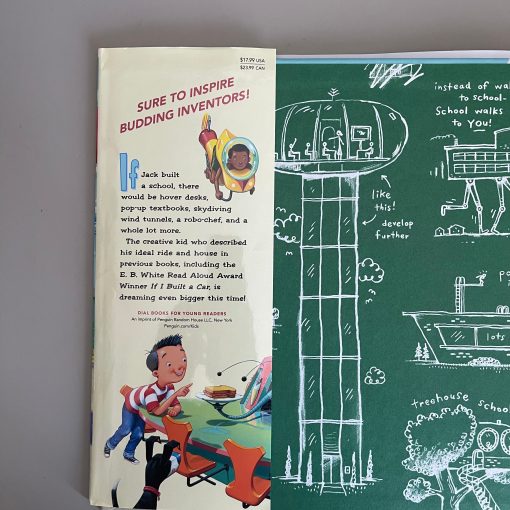 $17.99 USA
$23.99 CAN
SURE TO INSPIRE
BUDDING INVENTORS!
If Jack built
a school, there
would be hover desks,
pop-up textbooks, skydiving
wind tunnels, a robo-chef, and a
whole lot more.
The creative kid who described
his ideal ride and house in
previous books, including the
E. B. White Read Aloud Award
Winner If I Built a Car, is
dreaming even bigger this time!
DIAL BOOKS FOR YOUNG READERS
An imprint of Penguin Random House LLC, New York
Penguin.com/Kids
instead of
to school-
School walks
to YOU!
like
this!
develop
further
lots
treehouse